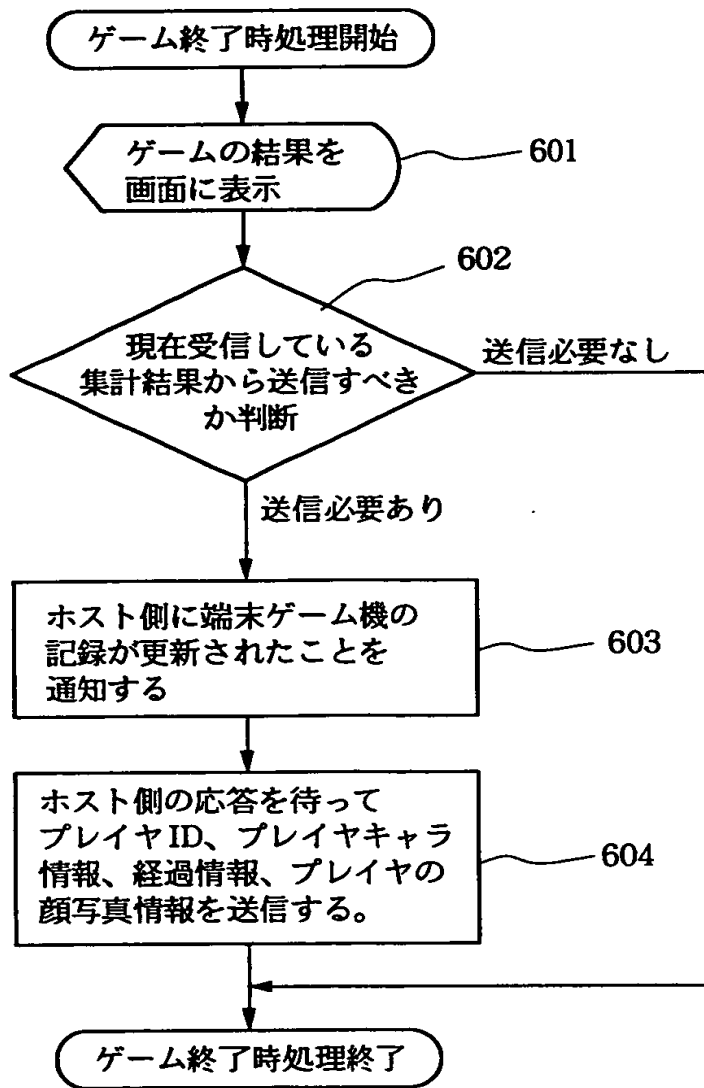 ゲーム終了時処理開始
ゲームの結果を
画面に表示
601
602
現在受信している
集計結果から送信すべき
か判断
送信必要なし
送信必要あり
ホスト側に端末ゲーム機の
記録が更新されたことを
通知する
603
ホスト側の応答を待って
プレイヤID、プレイヤキャラ
情報、経過情報、プレイヤの
顔写真情報を送信する。
604
ゲーム終了時処理終了